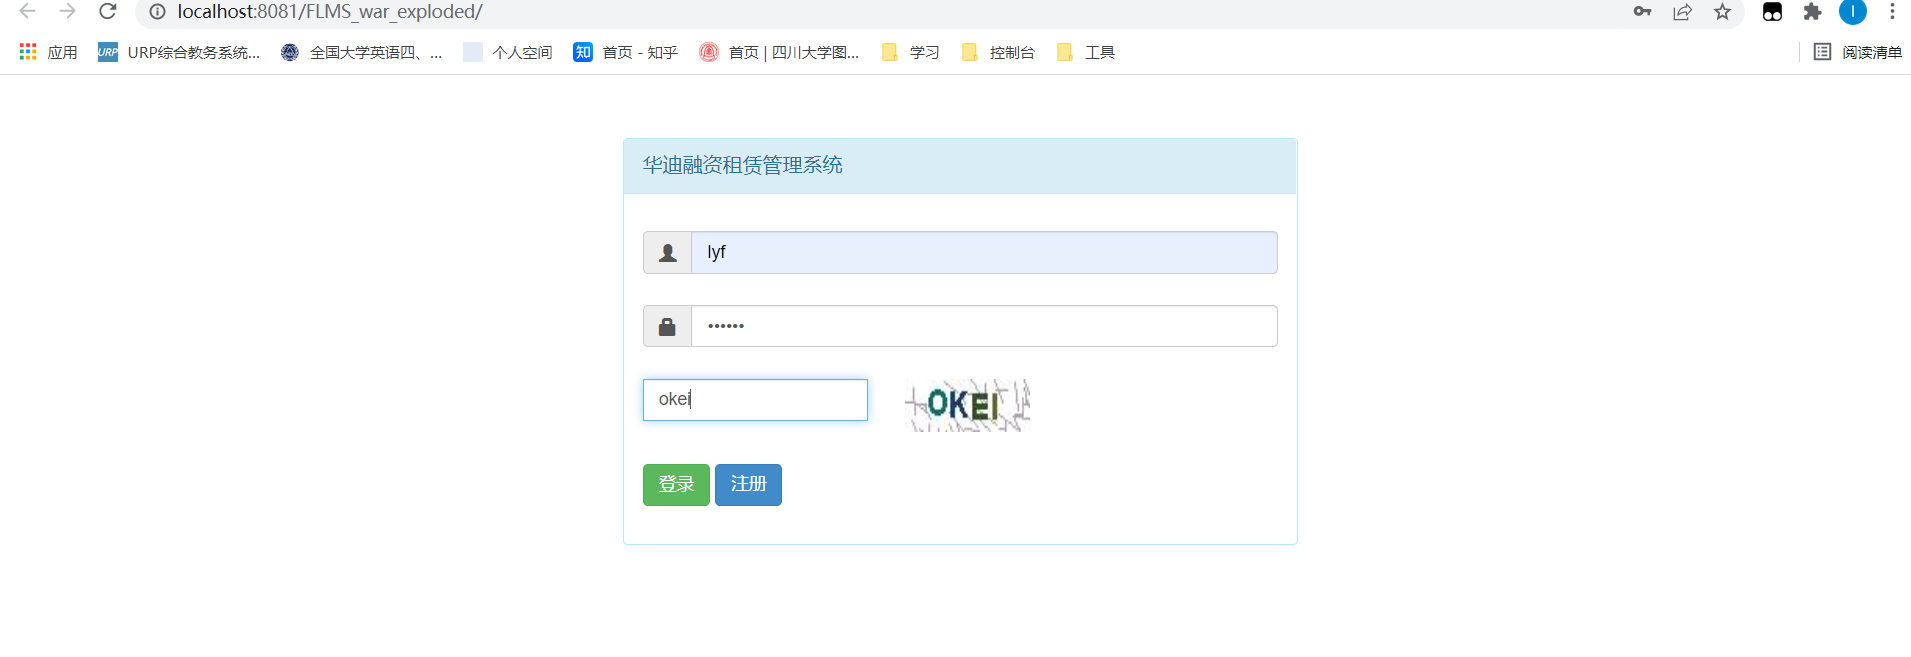 localhost:8081/FLMS_war_exploded/
应用 URP URP综合教务系统... 全国大学英语四、... 个人空间 知 首页 - 知乎 首页 | 四川大学图... 学习 控制台 工具 阅读清单
华迪融资租赁管理系统
lyf
••••••
okei
OKEI
登录 注册